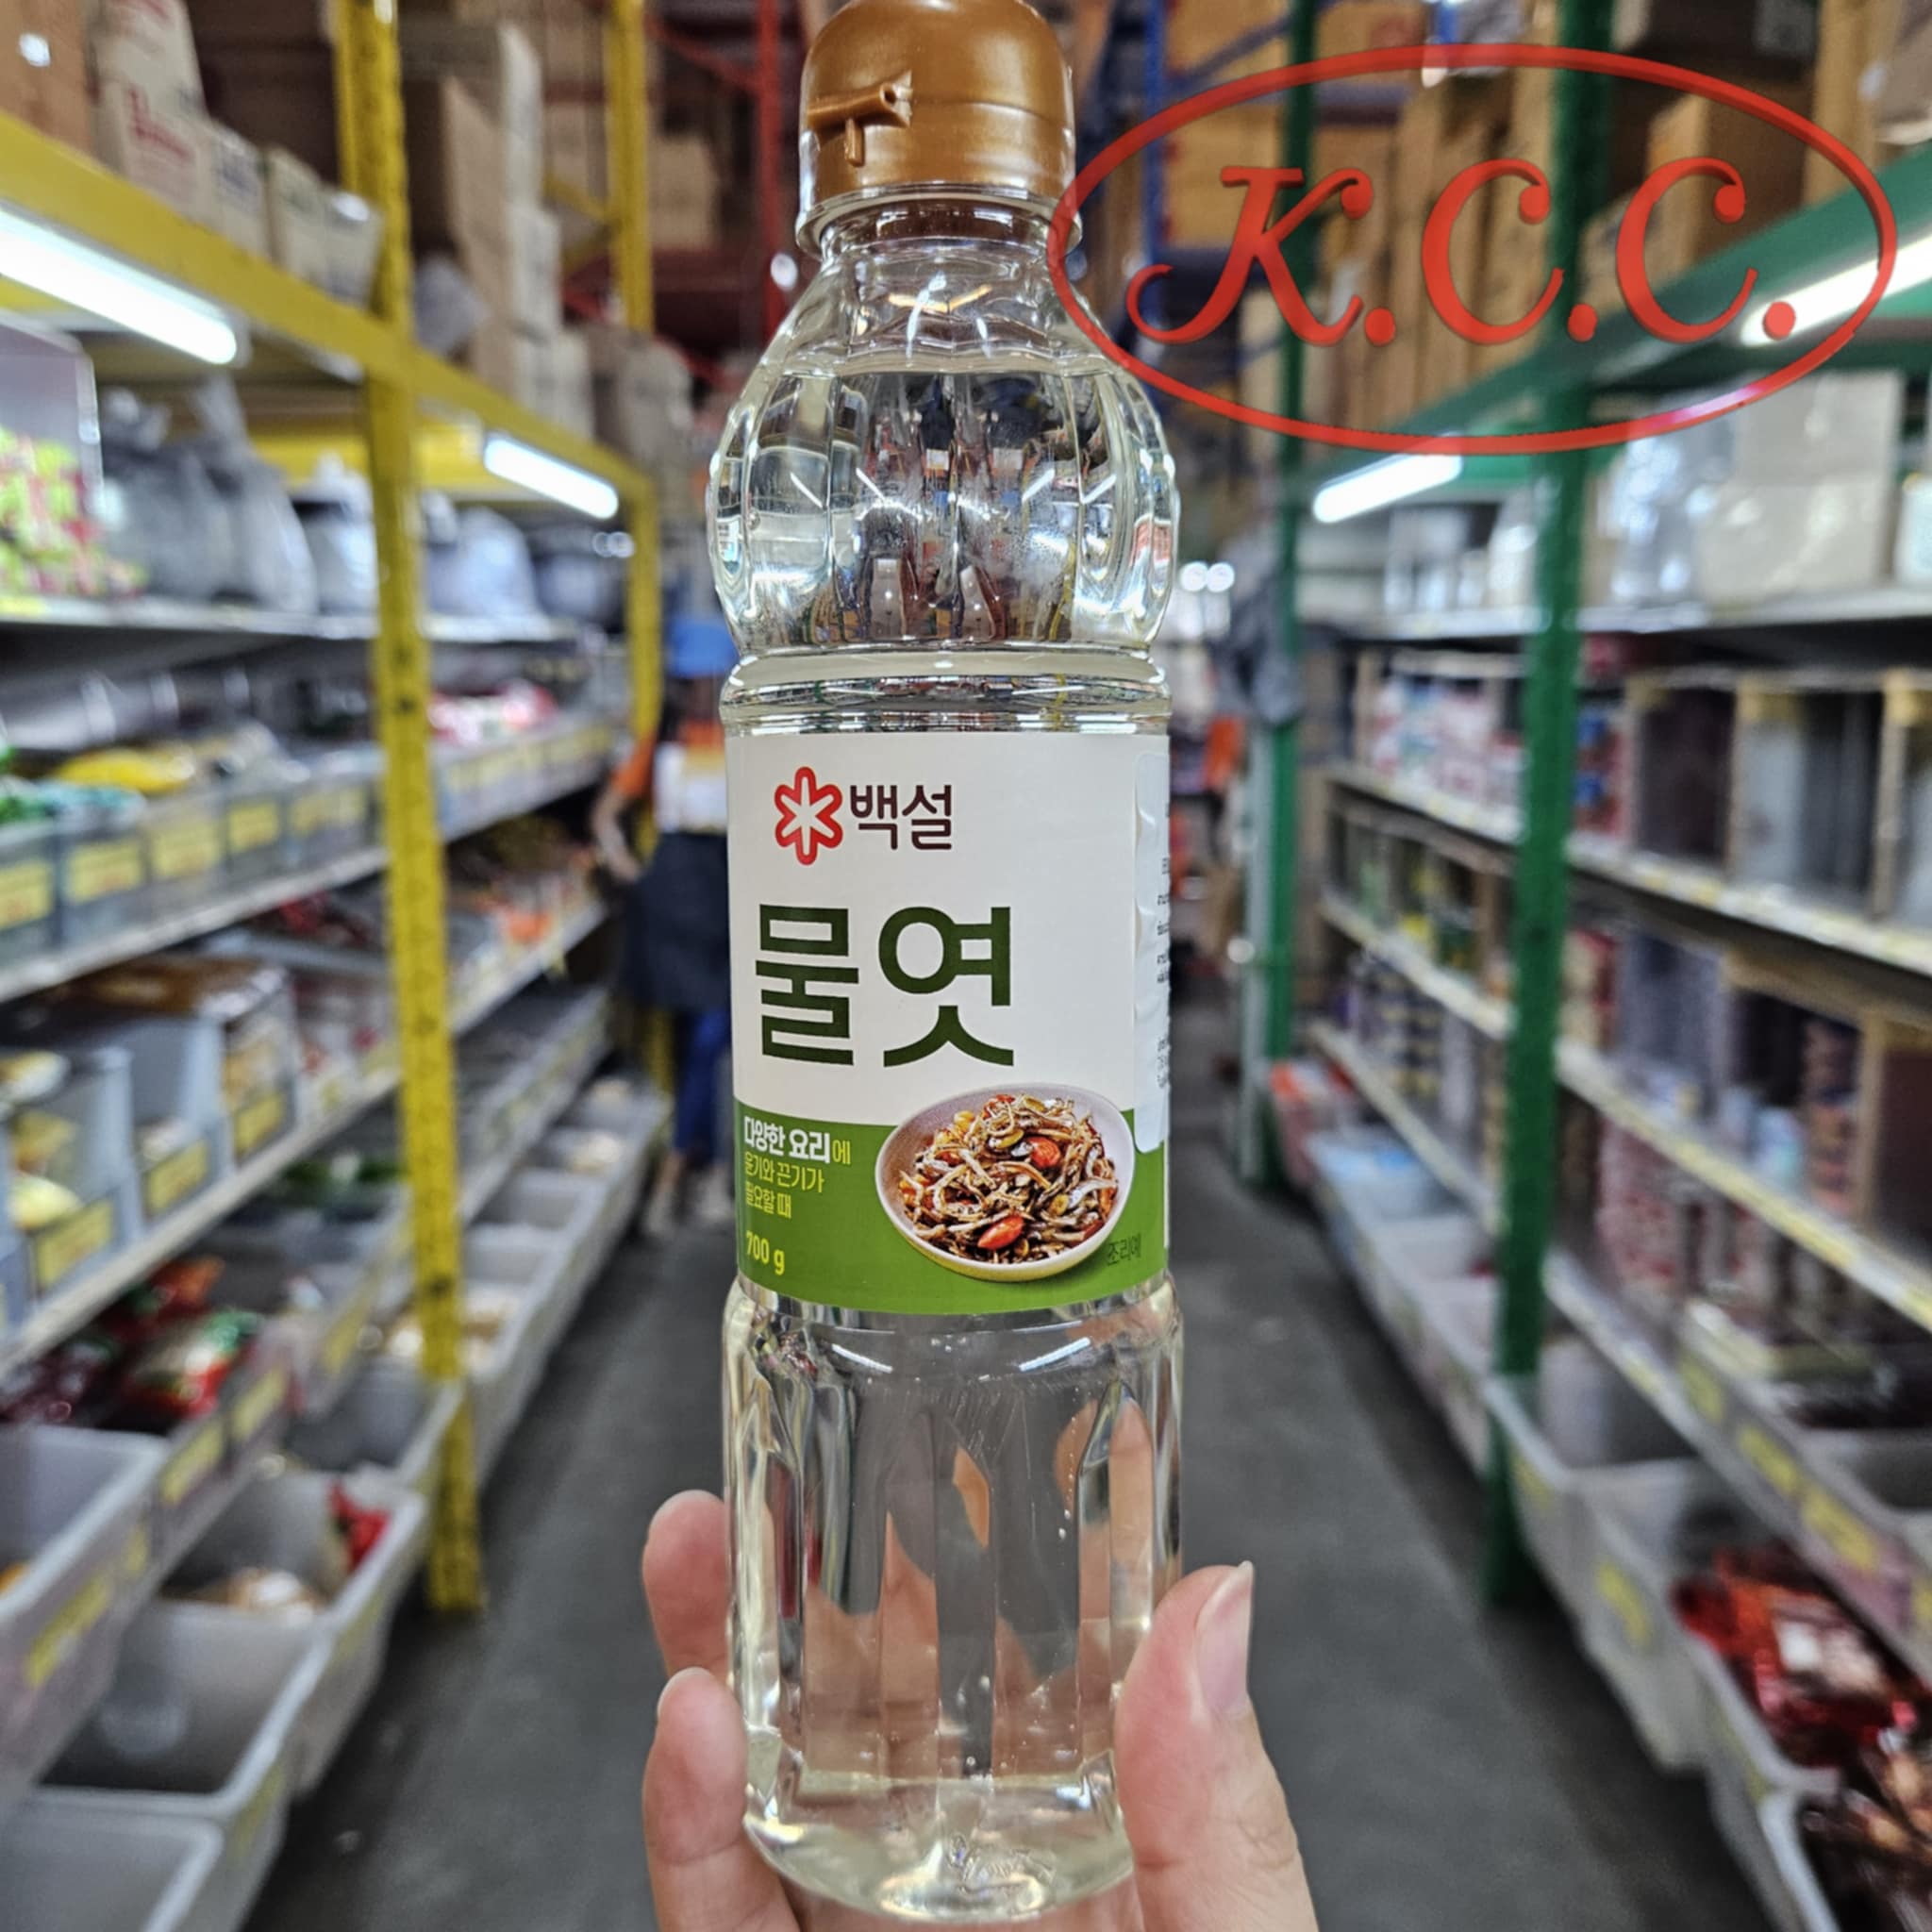 K.C.C.
백설
물엿
다양한 요리에
윤기와 끈기가
필요할 때
700 g
조리예